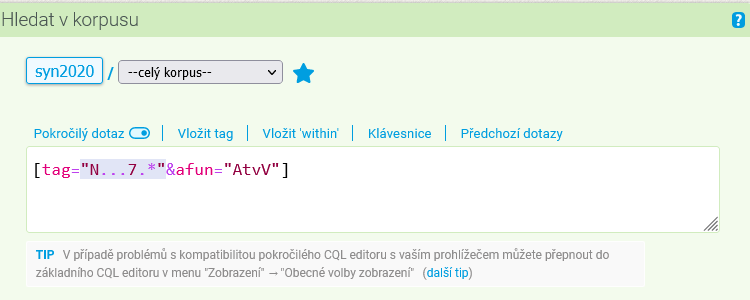 Hledat v korpusu
?
syn2020 / --celý korpus--
Pokročilý dotaz | Vložit tag | Vložit 'within' | Klávesnice | Předchozí dotazy
[tag="N...7.*"&afun="AtvV"]
TIP V případě problémů s kompatibilitou pokročilého CQL editoru s vaším prohlížečem můžete přepnout do
základního CQL editoru v menu "Zobrazení" → "Obecné volby zobrazení" (další tip)